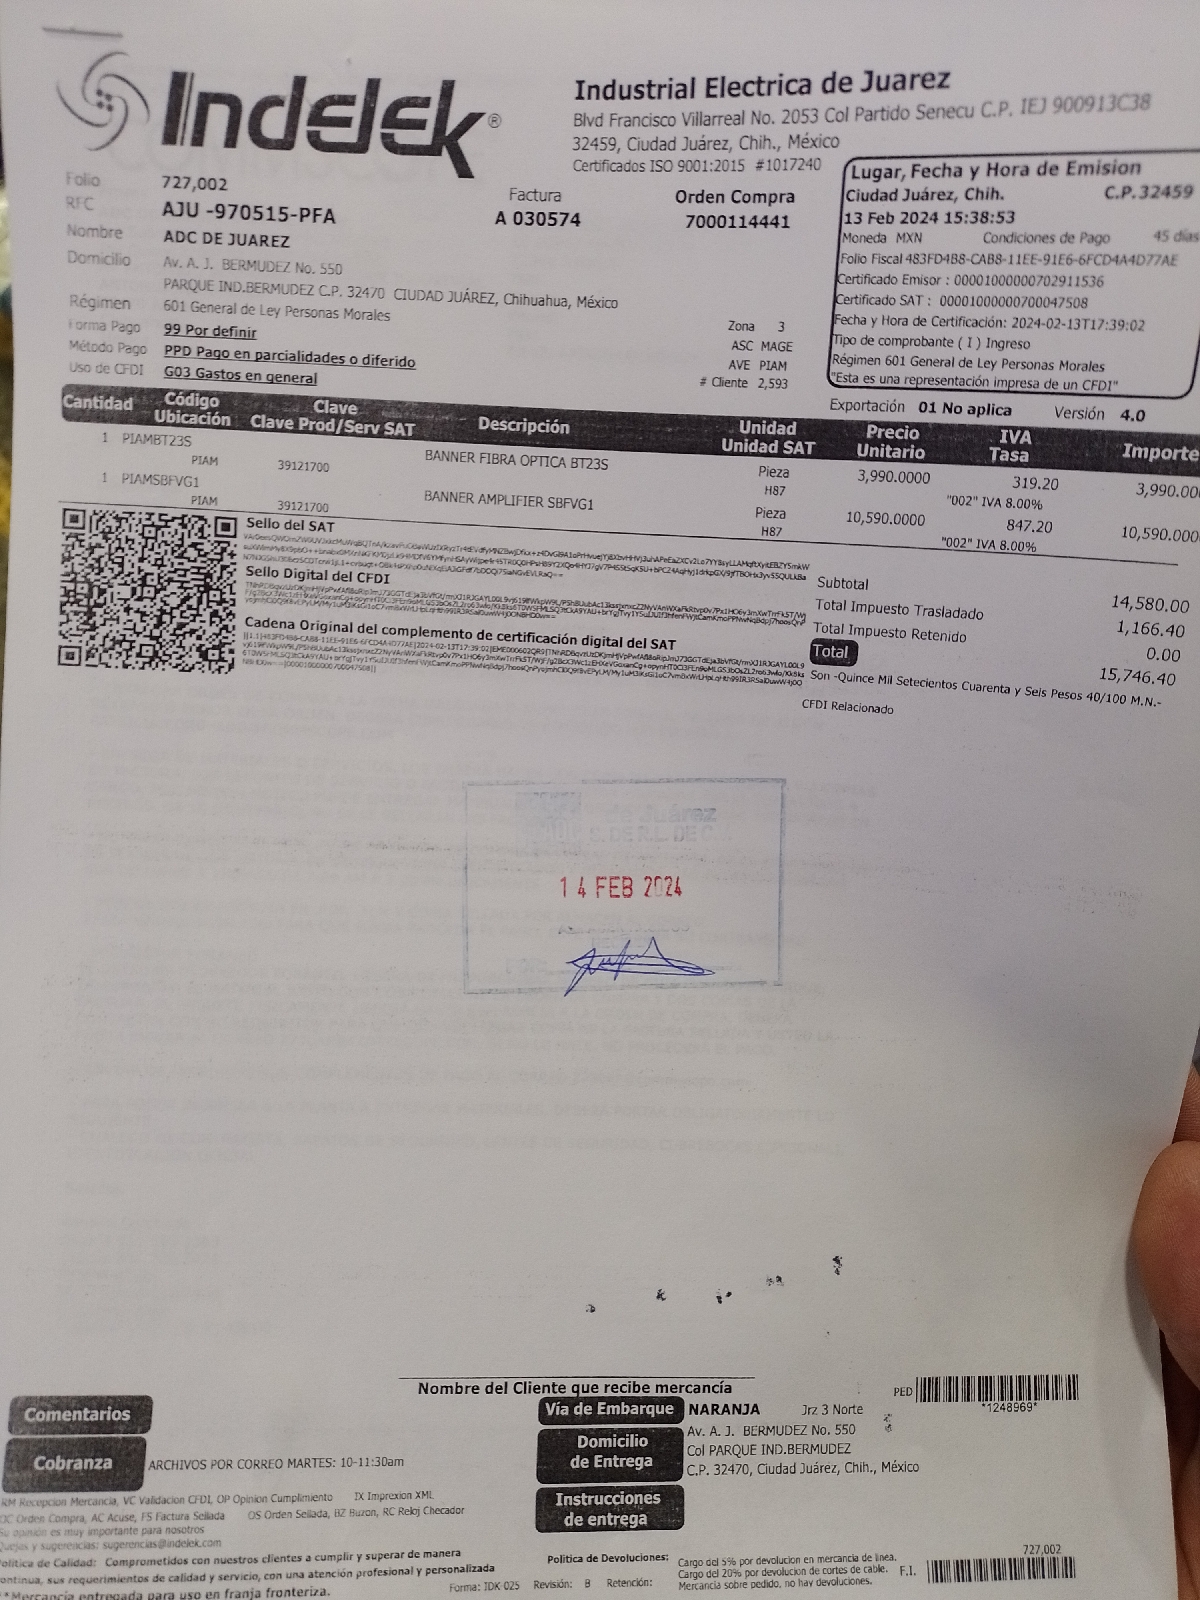 Indelek®
Industrial Electrica de Juarez
Blvd Francisco Villarreal No. 2053 Col Partido Senecu C.P. IEJ 900913C38
32459, Ciudad Juárez, Chih., México
Certificados ISO 9001:2015 #1017240
Folio 727,002
RFC AJU -970515-PFA
Nombre ADC DE JUAREZ
Domicilio Av. A. J. BERMUDEZ No. 550
PARQUE IND.BERMUDEZ C.P. 32470 CIUDAD JUÁREZ, Chihuahua, México
Régimen 601 General de Ley Personas Morales
Forma Pago 99 Por definir
Método Pago PPD Pago en parcialidades o diferido
Uso de CFDI G03 Gastos en general
Factura
A 030574
Orden Compra
7000114441
Zona 3
ASC MAGE
AVE PIAM
# Cliente 2,593
Lugar, Fecha y Hora de Emision
Ciudad Juárez, Chih. C.P.32459
13 Feb 2024 15:38:53
Moneda MXN Condiciones de Pago 45 días
Folio Fiscal 483FD4B8-CAB8-11EE-91E6-6FCD4A4D77AE
Certificado Emisor : 00001000000702911536
Certificado SAT : 00001000000700047508
Fecha y Hora de Certificación: 2024-02-13T17:39:02
Tipo de comprobante ( I ) Ingreso
Régimen 601 General de Ley Personas Morales
"Esta es una representación impresa de un CFDI"
Exportación 01 No aplica Versión 4.0
Cantidad Código Ubicación Clave Clave Prod/Serv SAT Descripción Unidad Unidad SAT Precio Unitario IVA Tasa Importe
1 PIAMBT23S BANNER FIBRA OPTICA BT23S Pieza 3,990.0000 319.20 3,990.00
PIAM 39121700 H87 "002" IVA 8.00%
1 PIAMSBFVG1 BANNER AMPLIFIER SBFVG1 Pieza 10,590.0000 847.20 10,590.000
PIAM 39121700 H87 "002" IVA 8.00%
Sello del SAT
Sello Digital del CFDI
Cadena Original del complemento de certificación digital del SAT
Subtotal 14,580.00
Total Impuesto Trasladado 1,166.40
Total Impuesto Retenido 0.00
Total 15,746.40
Son -Quince Mil Setecientos Cuarenta y Seis Pesos 40/100 M.N.-
CFDI Relacionado
de Juárez
S. DE R.L. DE C.
14 FEB 2024
Nombre del Cliente que recibe mercancía
PED *1248969*
Comentarios
Cobranza ARCHIVOS POR CORREO MARTES: 10-11:30am
Vía de Embarque NARANJA Jrz 3 Norte
Domicilio de Entrega
Av. A. J. BERMUDEZ No. 550
Col PARQUE IND.BERMUDEZ
C.P. 32470, Ciudad Juárez, Chih., México
Instrucciones de entrega
RM Recepcion Mercancia, VC Validacion CFDI, OP Opinion Cumplimiento IX Imprexion XML
OC Orden Compra, AC Acuse, FS Factura Sellada OS Orden Sellada, BZ Buzon, RC Reloj Checador
Su opinión es muy importante para nosotros
Quejas y sugerencias: sugerencias@indelek.com
Política de Calidad: Comprometidos con nuestros clientes a cumplir y superar de manera
continua, sus requerimientos de calidad y servicio, con una atención profesional y personalizada
**Mercancia entregada para uso en franja fronteriza.
Forma: IDK 025 Revisión: B Retención:
Politica de Devoluciones: Cargo del 5% por devolucion en mercancia de linea.
Cargo del 20% por devolucion de cortes de cable.
Mercancia sobre pedido, no hay devoluciones.
F.I. 727,002